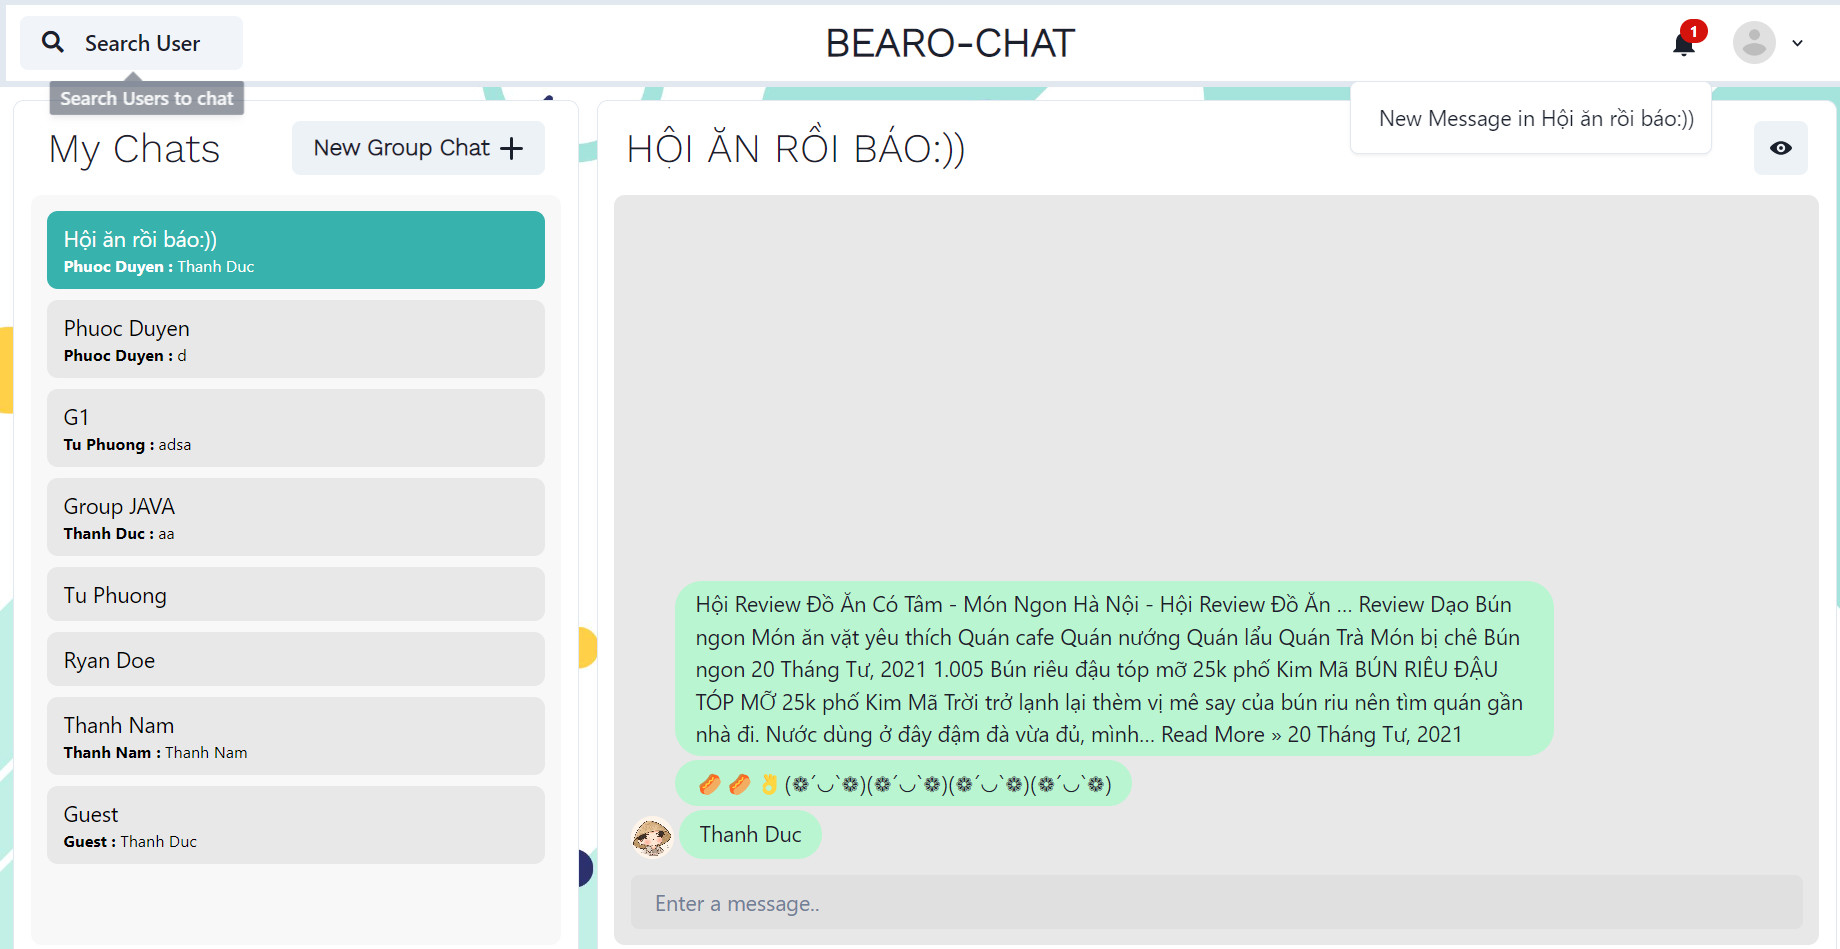 Search User
BEARO-CHAT
1
Search Users to chat
New Message in Hội ăn rồi báo:))
My Chats
New Group Chat +
HỘI ĂN RỒI BÁO:))
Hội ăn rồi báo:))
Phuoc Duyen : Thanh Duc
Phuoc Duyen
Phuoc Duyen : d
G1
Tu Phuong : adsa
Group JAVA
Thanh Duc : aa
Tu Phuong
Ryan Doe
Thanh Nam
Thanh Nam : Thanh Nam
Guest
Guest : Thanh Duc
Hội Review Đồ Ăn Có Tâm - Món Ngon Hà Nội - Hội Review Đồ Ăn ... Review Dạo Bún
ngon Món ăn vặt yêu thích Quán cafe Quán nướng Quán lẩu Quán Trà Món bị chê Bún
ngon 20 Tháng Tư, 2021 1.005 Bún riêu đậu tóp mỡ 25k phố Kim Mã BÚN RIÊU ĐẬU
TÓP MỠ 25k phố Kim Mã Trời trở lạnh lại thèm vị mê say của bún riu nên tìm quán gần
nhà đi. Nước dùng ở đây đậm đà vừa đủ, mình... Read More » 20 Tháng Tư, 2021
🌭 🌭 👌 (❁´◡`❁)(❁´◡`❁)(❁´◡`❁)(❁´◡`❁)
Thanh Duc
Enter a message..